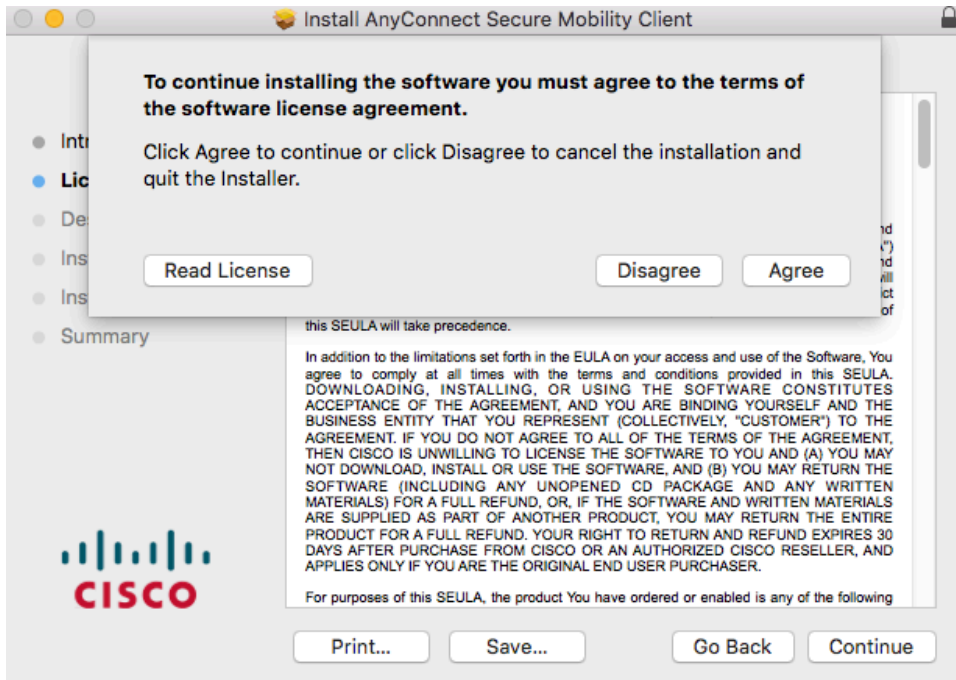 Install AnyConnect Secure Mobility Client
To continue installing the software you must agree to the terms of
the software license agreement.
Click Agree to continue or click Disagree to cancel the installation and
quit the Installer.
Read License
Disagree
Agree
Summary
this SEULA will take precedence.
In addition to the limitations set forth in the EULA on your access and use of the Software, You
agree to comply at all times with the terms and conditions provided in this SEULA.
DOWNLOADING, INSTALLING, OR USING THE SOFTWARE CONSTITUTES
ACCEPTANCE OF THE AGREEMENT, AND YOU ARE BINDING YOURSELF AND THE
BUSINESS ENTITY THAT YOU REPRESENT (COLLECTIVELY, "CUSTOMER") TO THE
AGREEMENT. IF YOU DO NOT AGREE TO ALL OF THE TERMS OF THE AGREEMENT,
THEN CISCO IS UNWILLING TO LICENSE THE SOFTWARE TO YOU AND (A) YOU MAY
NOT DOWNLOAD, INSTALL OR USE THE SOFTWARE, AND (B) YOU MAY RETURN THE
SOFTWARE (INCLUDING ANY UNOPENED CD PACKAGE AND ANY WRITTEN
MATERIALS) FOR A FULL REFUND, OR, IF THE SOFTWARE AND WRITTEN MATERIALS
ARE SUPPLIED AS PART OF ANOTHER PRODUCT, YOU MAY RETURN THE ENTIRE
PRODUCT FOR A FULL REFUND. YOUR RIGHT TO RETURN AND REFUND EXPIRES 30
DAYS AFTER PURCHASE FROM CISCO OR AN AUTHORIZED CISCO RESELLER, AND
APPLIES ONLY IF YOU ARE THE ORIGINAL END USER PURCHASER.
For purposes of this SEULA, the product You have ordered or enabled is any of the following
CISCO
Print...
Save...
Go Back
Continue